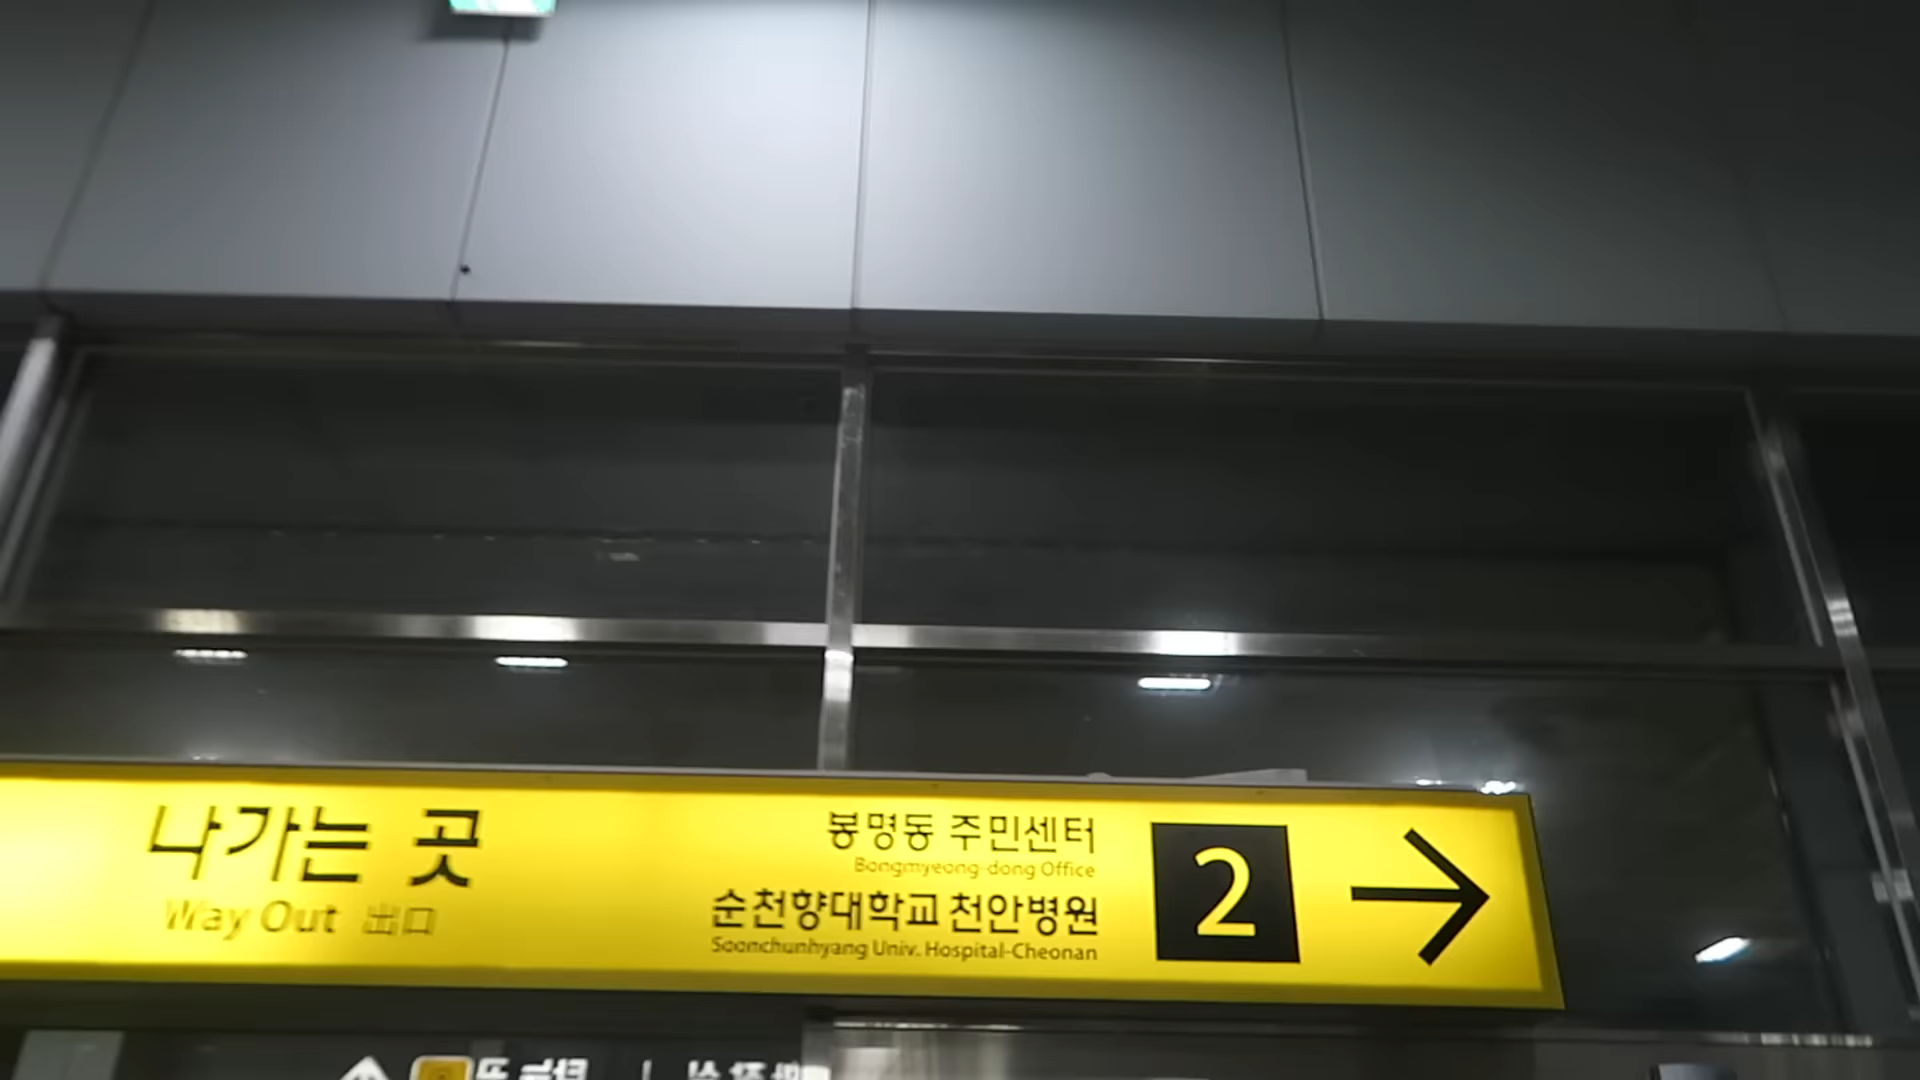 나가는 곳
Way Out 出口
봉명동 주민센터
Bongmyeong-dong Office
순천향대학교 천안병원
Soonchunhyang Univ. Hospital-Cheonan
2